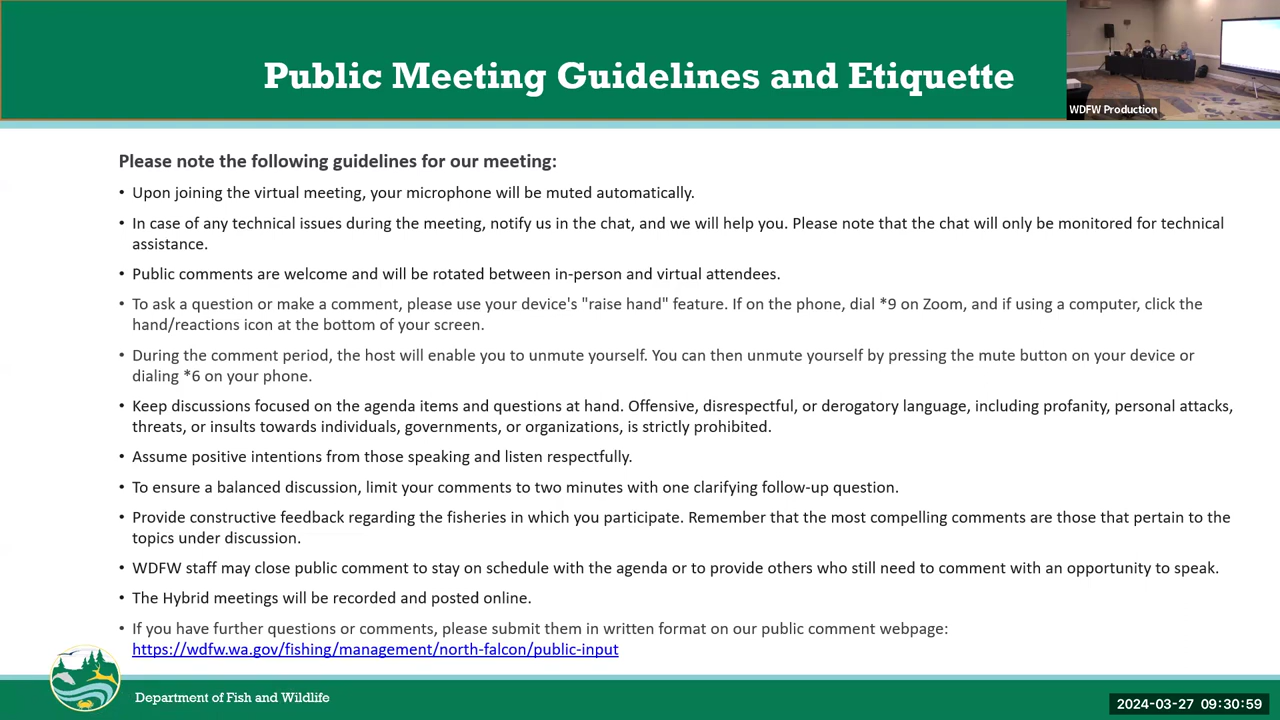 Public Meeting Guidelines and Etiquette
WDFW Production
Please note the following guidelines for our meeting:
• Upon joining the virtual meeting, your microphone will be muted automatically.
• In case of any technical issues during the meeting, notify us in the chat, and we will help you. Please note that the chat will only be monitored for technical
assistance.
• Public comments are welcome and will be rotated between in-person and virtual attendees.
• To ask a question or make a comment, please use your device's "raise hand" feature. If on the phone, dial *9 on Zoom, and if using a computer, click the
hand/reactions icon at the bottom of your screen.
• During the comment period, the host will enable you to unmute yourself. You can then unmute yourself by pressing the mute button on your device or
dialing *6 on your phone.
• Keep discussions focused on the agenda items and questions at hand. Offensive, disrespectful, or derogatory language, including profanity, personal attacks,
threats, or insults towards individuals, governments, or organizations, is strictly prohibited.
• Assume positive intentions from those speaking and listen respectfully.
• To ensure a balanced discussion, limit your comments to two minutes with one clarifying follow-up question.
• Provide constructive feedback regarding the fisheries in which you participate. Remember that the most compelling comments are those that pertain to the
topics under discussion.
• WDFW staff may close public comment to stay on schedule with the agenda or to provide others who still need to comment with an opportunity to speak.
• The Hybrid meetings will be recorded and posted online.
• If you have further questions or comments, please submit them in written format on our public comment webpage:
https://wdfw.wa.gov/fishing/management/north-falcon/public-input
Department of Fish and Wildlife
2024-03-27 09:30:59